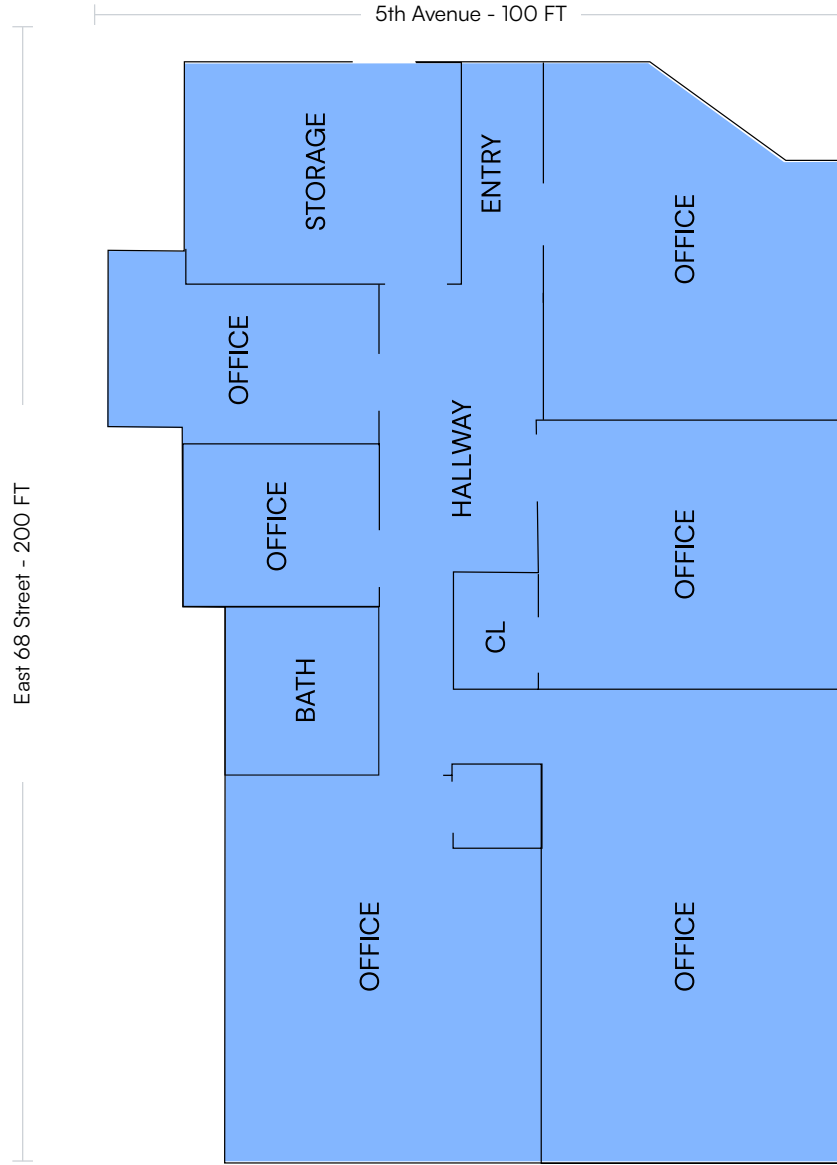 5th Avenue - 100 FT
East 68 Street - 200 FT
STORAGE
ENTRY
OFFICE
OFFICE
HALLWAY
OFFICE
OFFICE
CL
BATH
OFFICE
OFFICE